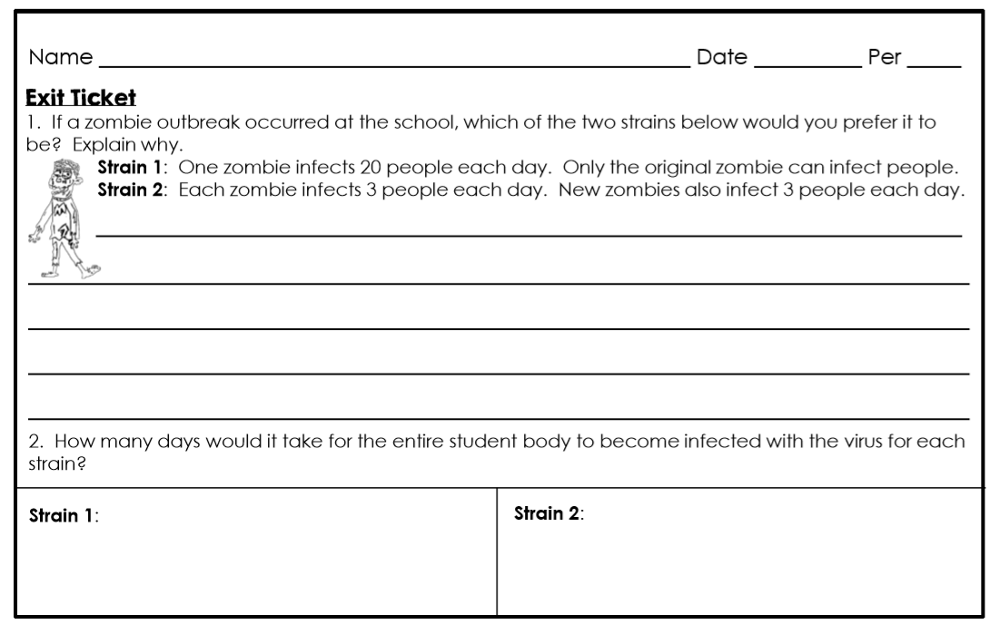 Name ____________ Date ____________ Per ____
Exit Ticket
1. If a zombie outbreak occurred at the school, which of the two strains below would you prefer it to
be? Explain why.
Strain 1: One zombie infects 20 people each day. Only the original zombie can infect people.
Strain 2: Each zombie infects 3 people each day. New zombies also infect 3 people each day.
2. How many days would it take for the entire student body to become infected with the virus for each
strain?
Strain 1:
Strain 2: